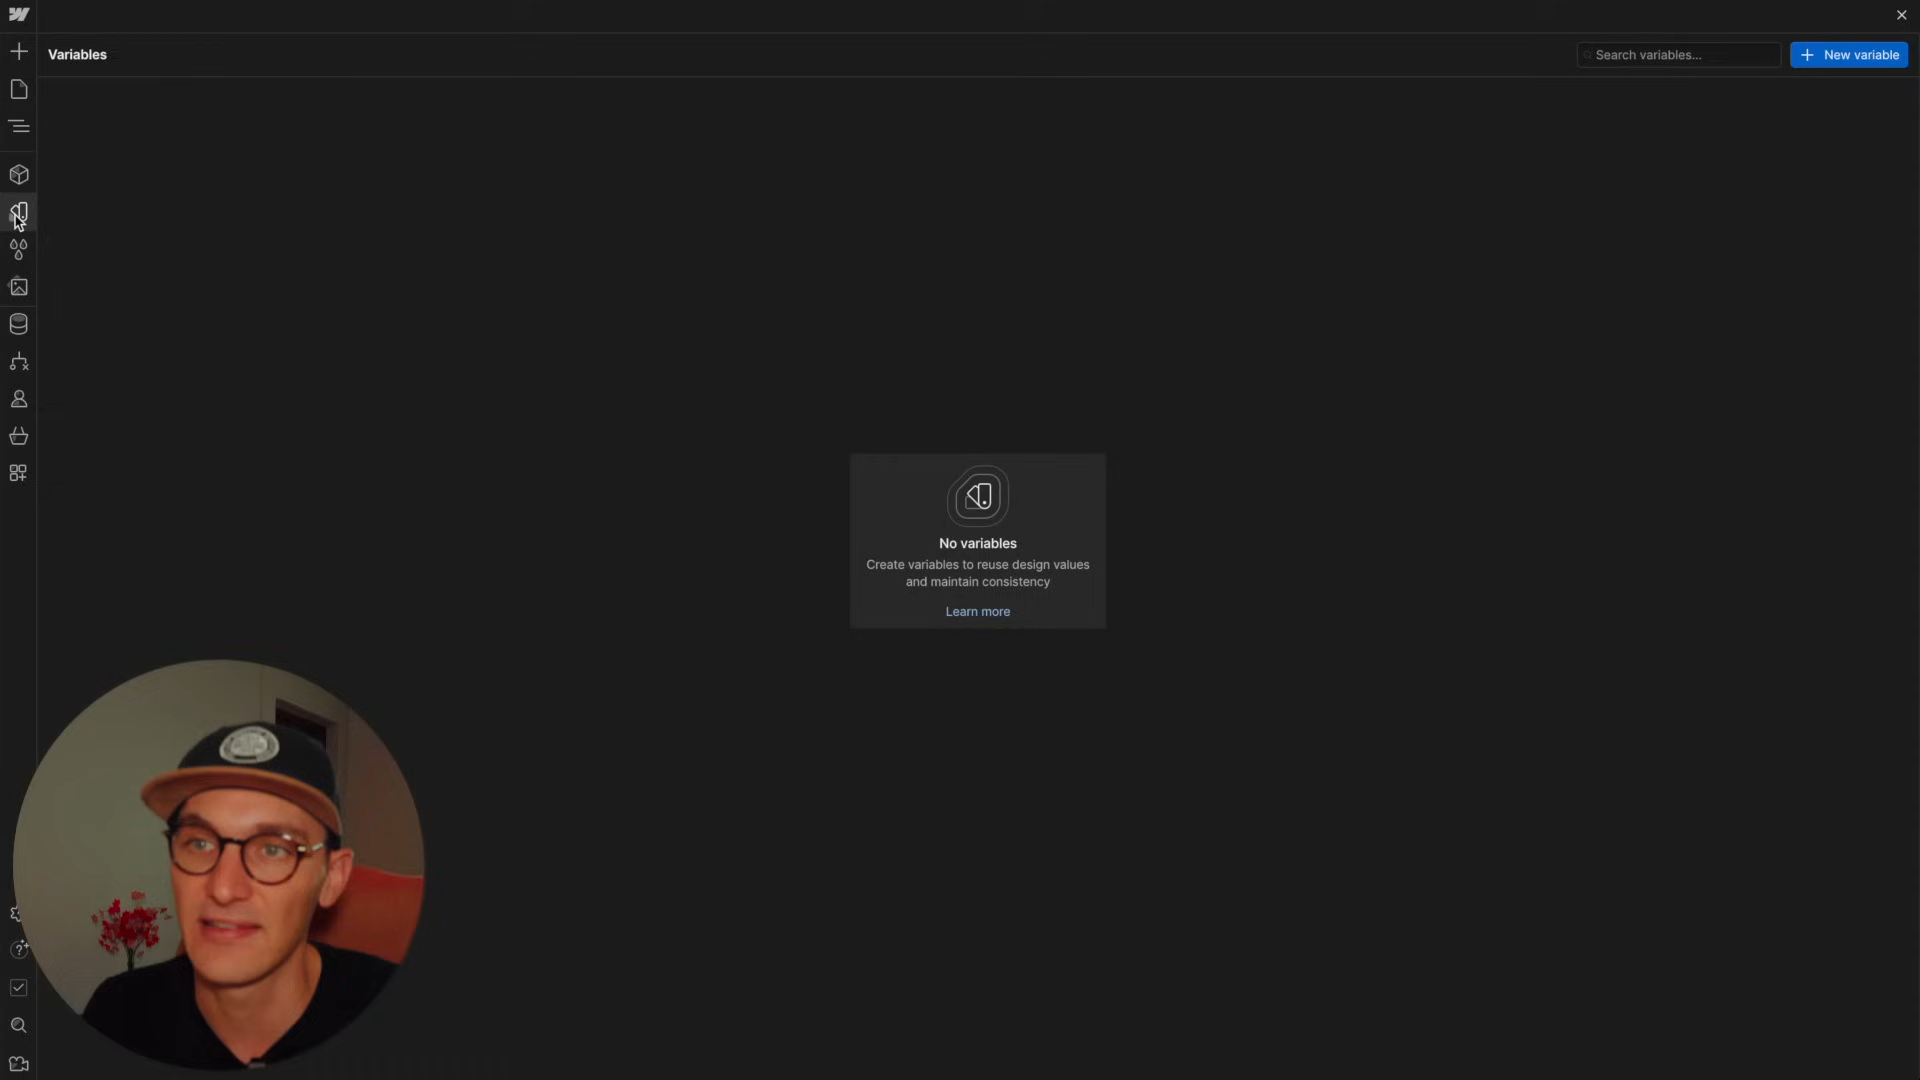 Variables
Search variables...
New variable
No variables
Create variables to reuse design values
and maintain consistency
Learn more